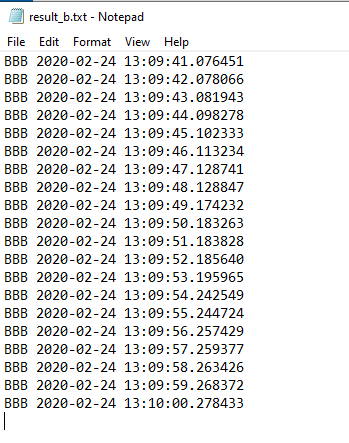 result_b.txt - Notepad
File Edit Format View Help
BBB 2020-02-24 13:09:41.076451
BBB 2020-02-24 13:09:42.078066
BBB 2020-02-24 13:09:43.081943
BBB 2020-02-24 13:09:44.098278
BBB 2020-02-24 13:09:45.102333
BBB 2020-02-24 13:09:46.113234
BBB 2020-02-24 13:09:47.128741
BBB 2020-02-24 13:09:48.128847
BBB 2020-02-24 13:09:49.174232
BBB 2020-02-24 13:09:50.183263
BBB 2020-02-24 13:09:51.183828
BBB 2020-02-24 13:09:52.185640
BBB 2020-02-24 13:09:53.195965
BBB 2020-02-24 13:09:54.242549
BBB 2020-02-24 13:09:55.244724
BBB 2020-02-24 13:09:56.257429
BBB 2020-02-24 13:09:57.259377
BBB 2020-02-24 13:09:58.263426
BBB 2020-02-24 13:09:59.268372
BBB 2020-02-24 13:10:00.278433